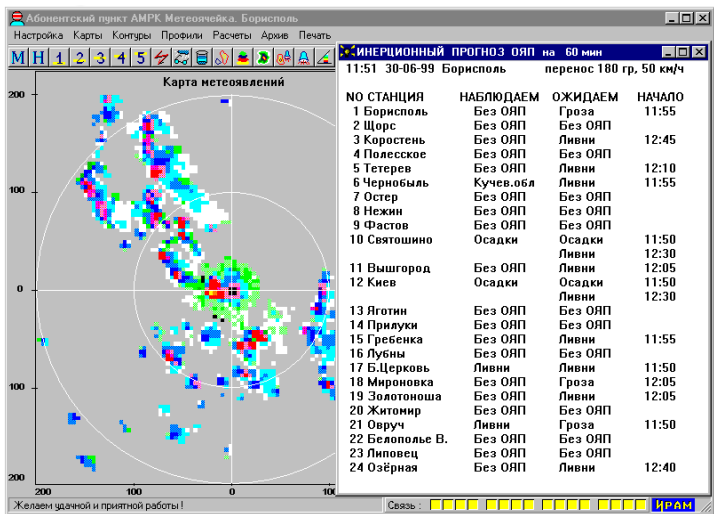 Абонентский пункт АМРК Метеоячейка. Борисполь
Настройка Карты Контуры Профили Расчеты Архив Печать
M H 1 2 3 4 5
Карта метеоявлений
200
100
0
100
200
200 100 0 10
Желаем удачной и приятной работы !
Связь :
ИРАМ
ИНЕРЦИОННЫЙ ПРОГНОЗ ОЯП на 60 мин
11:51 30-06-99 Борисполь перенос 180 гр, 50 км/ч
NO СТАНЦИЯ НАБЛЮДАЕМ ОЖИДАЕМ НАЧАЛО
1 Борисполь Без ОЯП Гроза 11:55
2 Щорс Без ОЯП Без ОЯП
3 Коростень Без ОЯП Ливни 12:45
4 Полесское Без ОЯП Без ОЯП
5 Тетерев Без ОЯП Ливни 12:10
6 Чернобыль Кучев.обл Ливни 11:55
7 Остер Без ОЯП Без ОЯП
8 Нежин Без ОЯП Без ОЯП
9 Фастов Без ОЯП Без ОЯП
10 Святошино Осадки Осадки 11:50
Ливни 12:30
11 Вышгород Без ОЯП Ливни 12:05
12 Киев Осадки Осадки 11:50
Ливни 12:30
13 Яготин Без ОЯП Без ОЯП
14 Прилуки Без ОЯП Без ОЯП
15 Гребенка Без ОЯП Ливни 11:55
16 Лубны Без ОЯП Без ОЯП
17 Б.Церковь Ливни Ливни 11:50
18 Мироновка Без ОЯП Гроза 12:05
19 Золотоноша Без ОЯП Ливни 12:05
20 Житомир Без ОЯП Без ОЯП
21 Овруч Ливни Гроза 11:50
22 Белополье В. Без ОЯП Без ОЯП
23 Липовец Без ОЯП Без ОЯП
24 Озёрная Без ОЯП Ливни 12:40